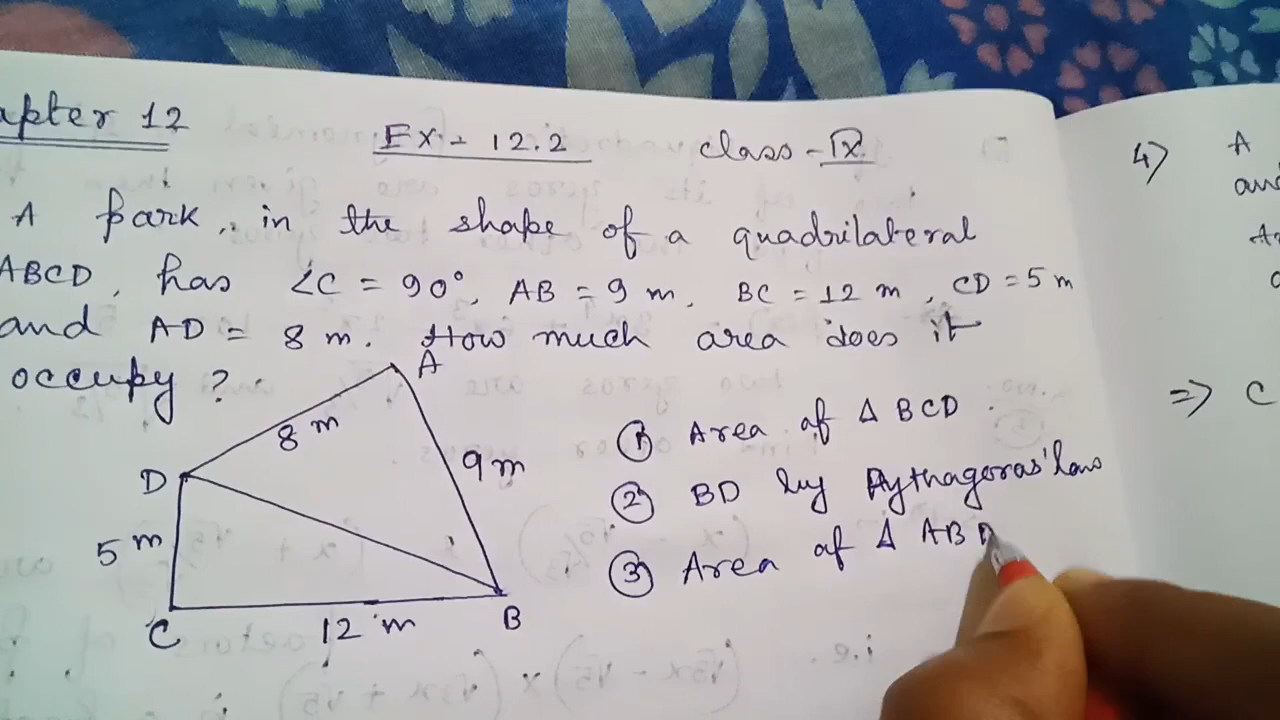 apter 12
Ex - 12.2
class - IX
A park, in the shape of a quadrilateral
ABCD, has ∠C = 90°, AB = 9 m, BC = 12 m, CD = 5 m
and AD = 8 m. How much area does it
occupy?
A
8 m
D
9 m
5 m
C
12 m
B
① Area of Δ BCD
② BD by Pythagoras' law
③ Area of Δ ABD
4)
A
an
⇒ C
i.e.